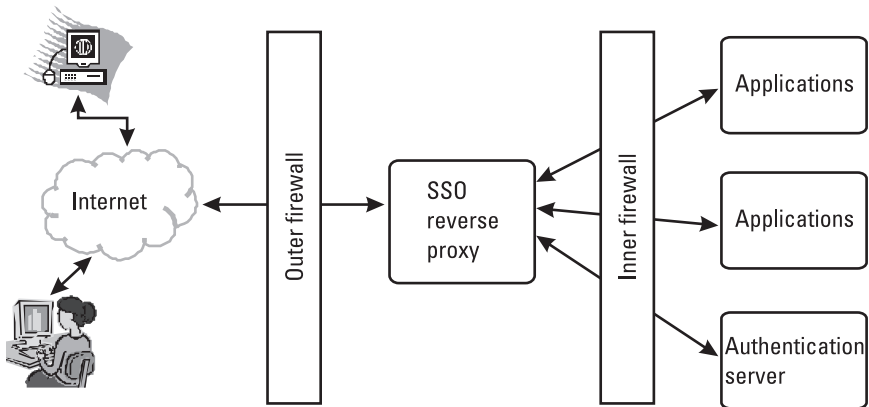 Internet
Outer firewall
SSO
reverse
proxy
Inner firewall
Applications
Applications
Authentication
server